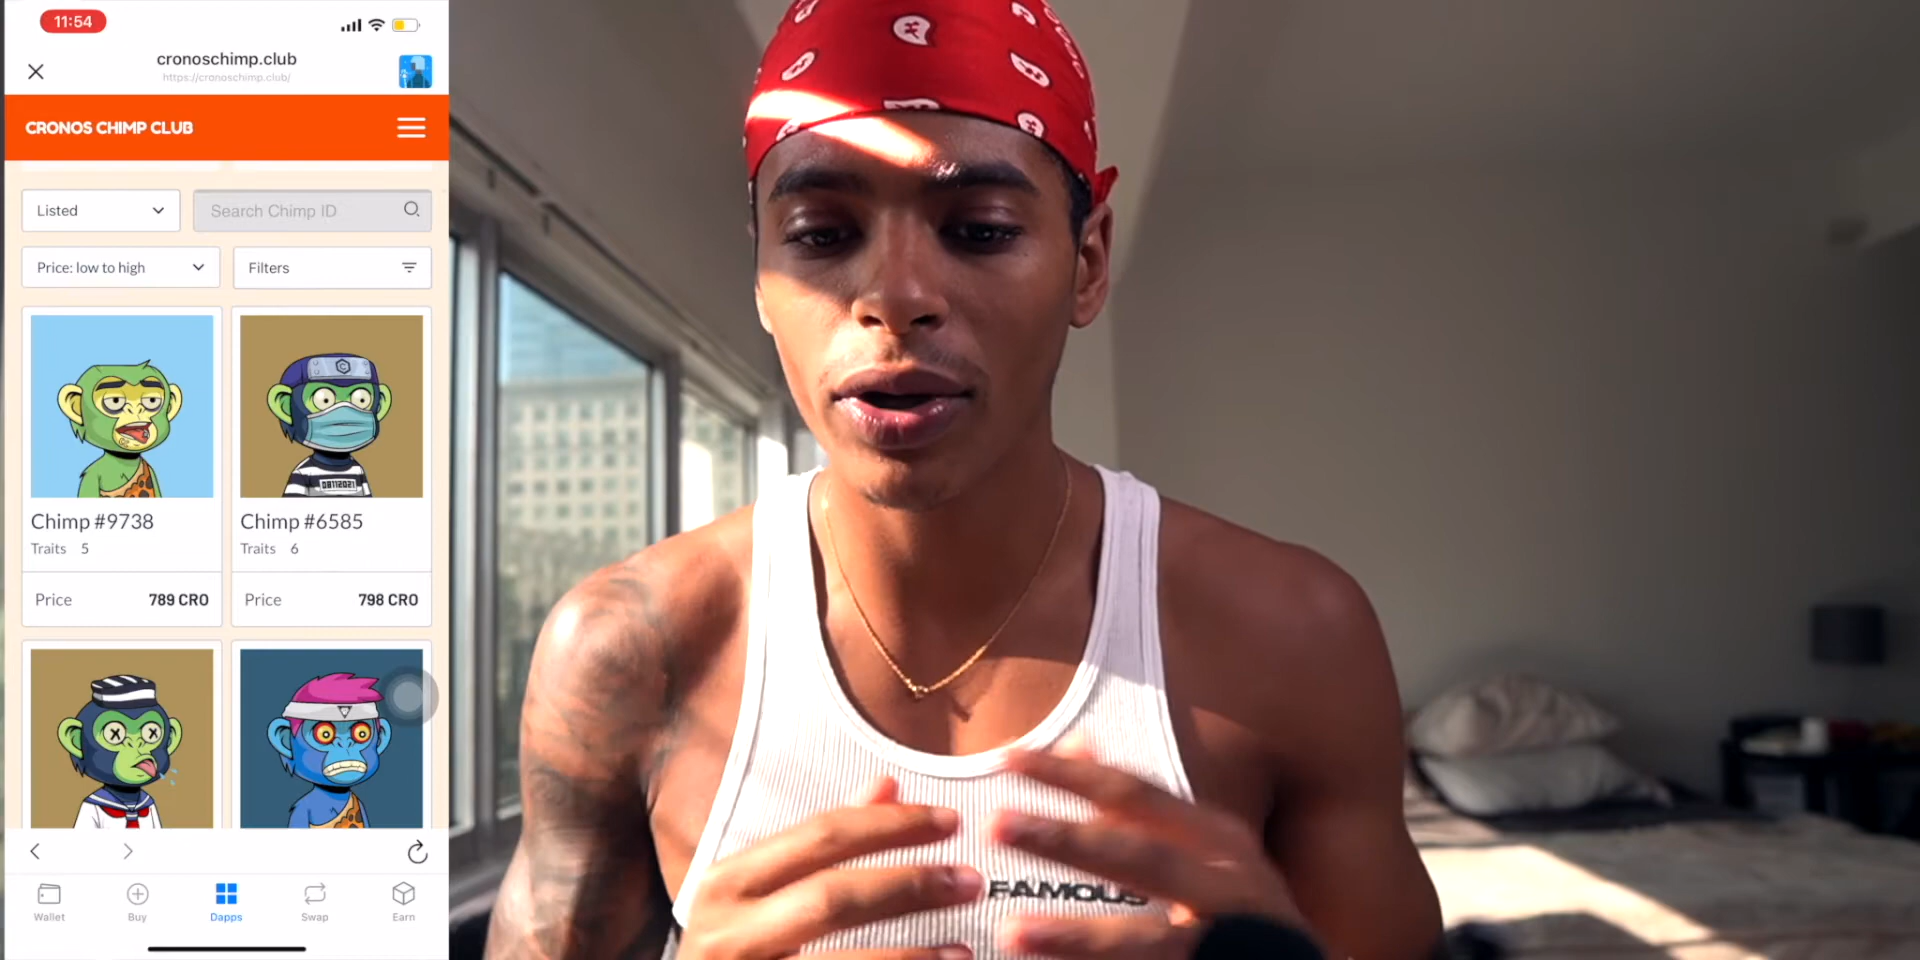 11:54
cronoschimp.club
https://cronoschimp.club/
CRONOS CHIMP CLUB
Listed
Search Chimp ID
Price: low to high
Filters
C
08112021
Chimp #9738
Traits 5
Price 789 CRO
Chimp #6585
Traits 6
Price 798 CRO
Wallet
Buy
Dapps
Swap
Earn
FAMOUS